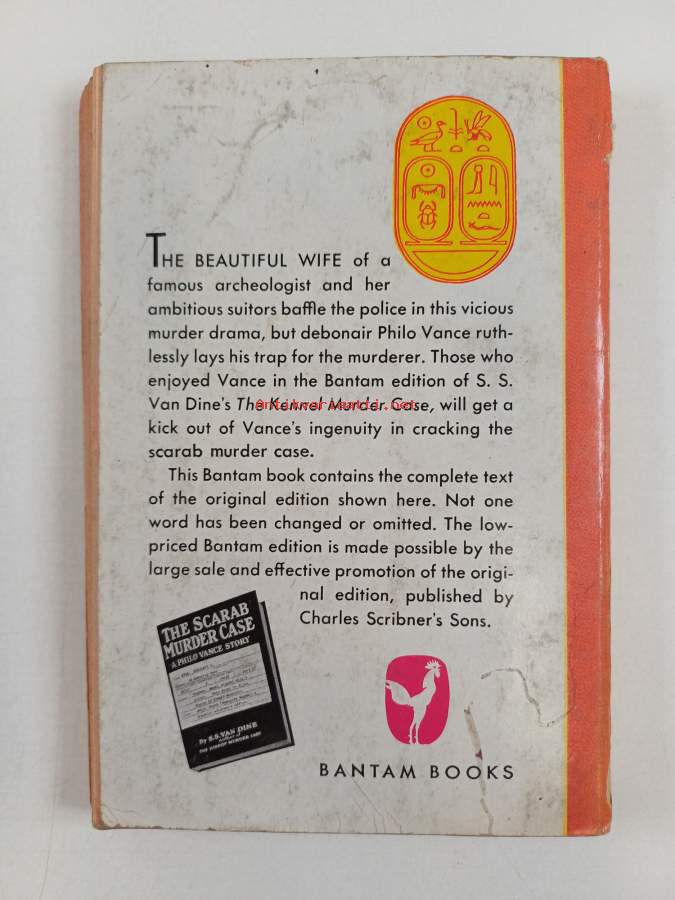 THE BEAUTIFUL WIFE of a
famous archeologist and her
ambitious suitors baffle the police in this vicious
murder drama, but debonair Philo Vance ruth-
lessly lays his trap for the murderer. Those who
enjoyed Vance in the Bantam edition of S. S.
Van Dine's The Kennel Murder Case, will get a
kick out of Vance's ingenuity in cracking the
scarab murder case.
This Bantam book contains the complete text
of the original edition shown here. Not one
word has been changed or omitted. The low-
priced Bantam edition is made possible by the
large sale and effective promotion of the origi-
nal edition, published by
Charles Scribner's Sons.
THE SCARAB
MURDER CASE
A PHILO VANCE STORY
By S.S. VAN DINE
AUTHOR OF
THE BISHOP MURDER CASE
BANTAM BOOKS